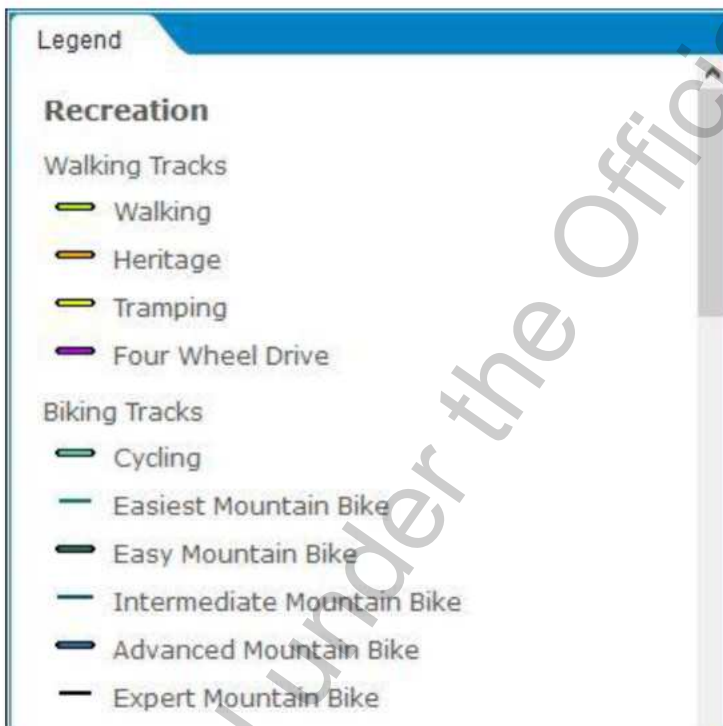 Legend
Recreation
Walking Tracks
Walking
Heritage
Tramping
Four Wheel Drive
Biking Tracks
Cycling
Easiest Mountain Bike
Easy Mountain Bike
Intermediate Mountain Bike
Advanced Mountain Bike
Expert Mountain Bike
under the